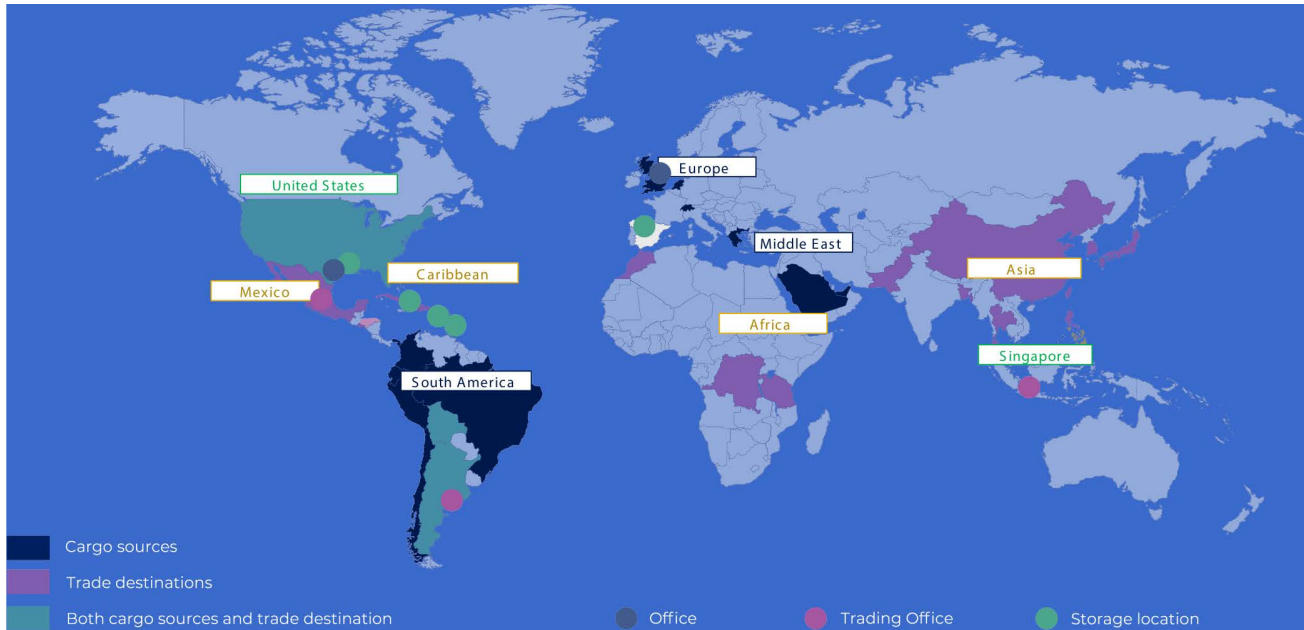 Europe
United States
Middle East
Caribbean
Asia
Mexico
Africa
Singapore
South America
Cargo sources
Trade destinations
Both cargo sources and trade destination
Office
Trading Office
Storage location